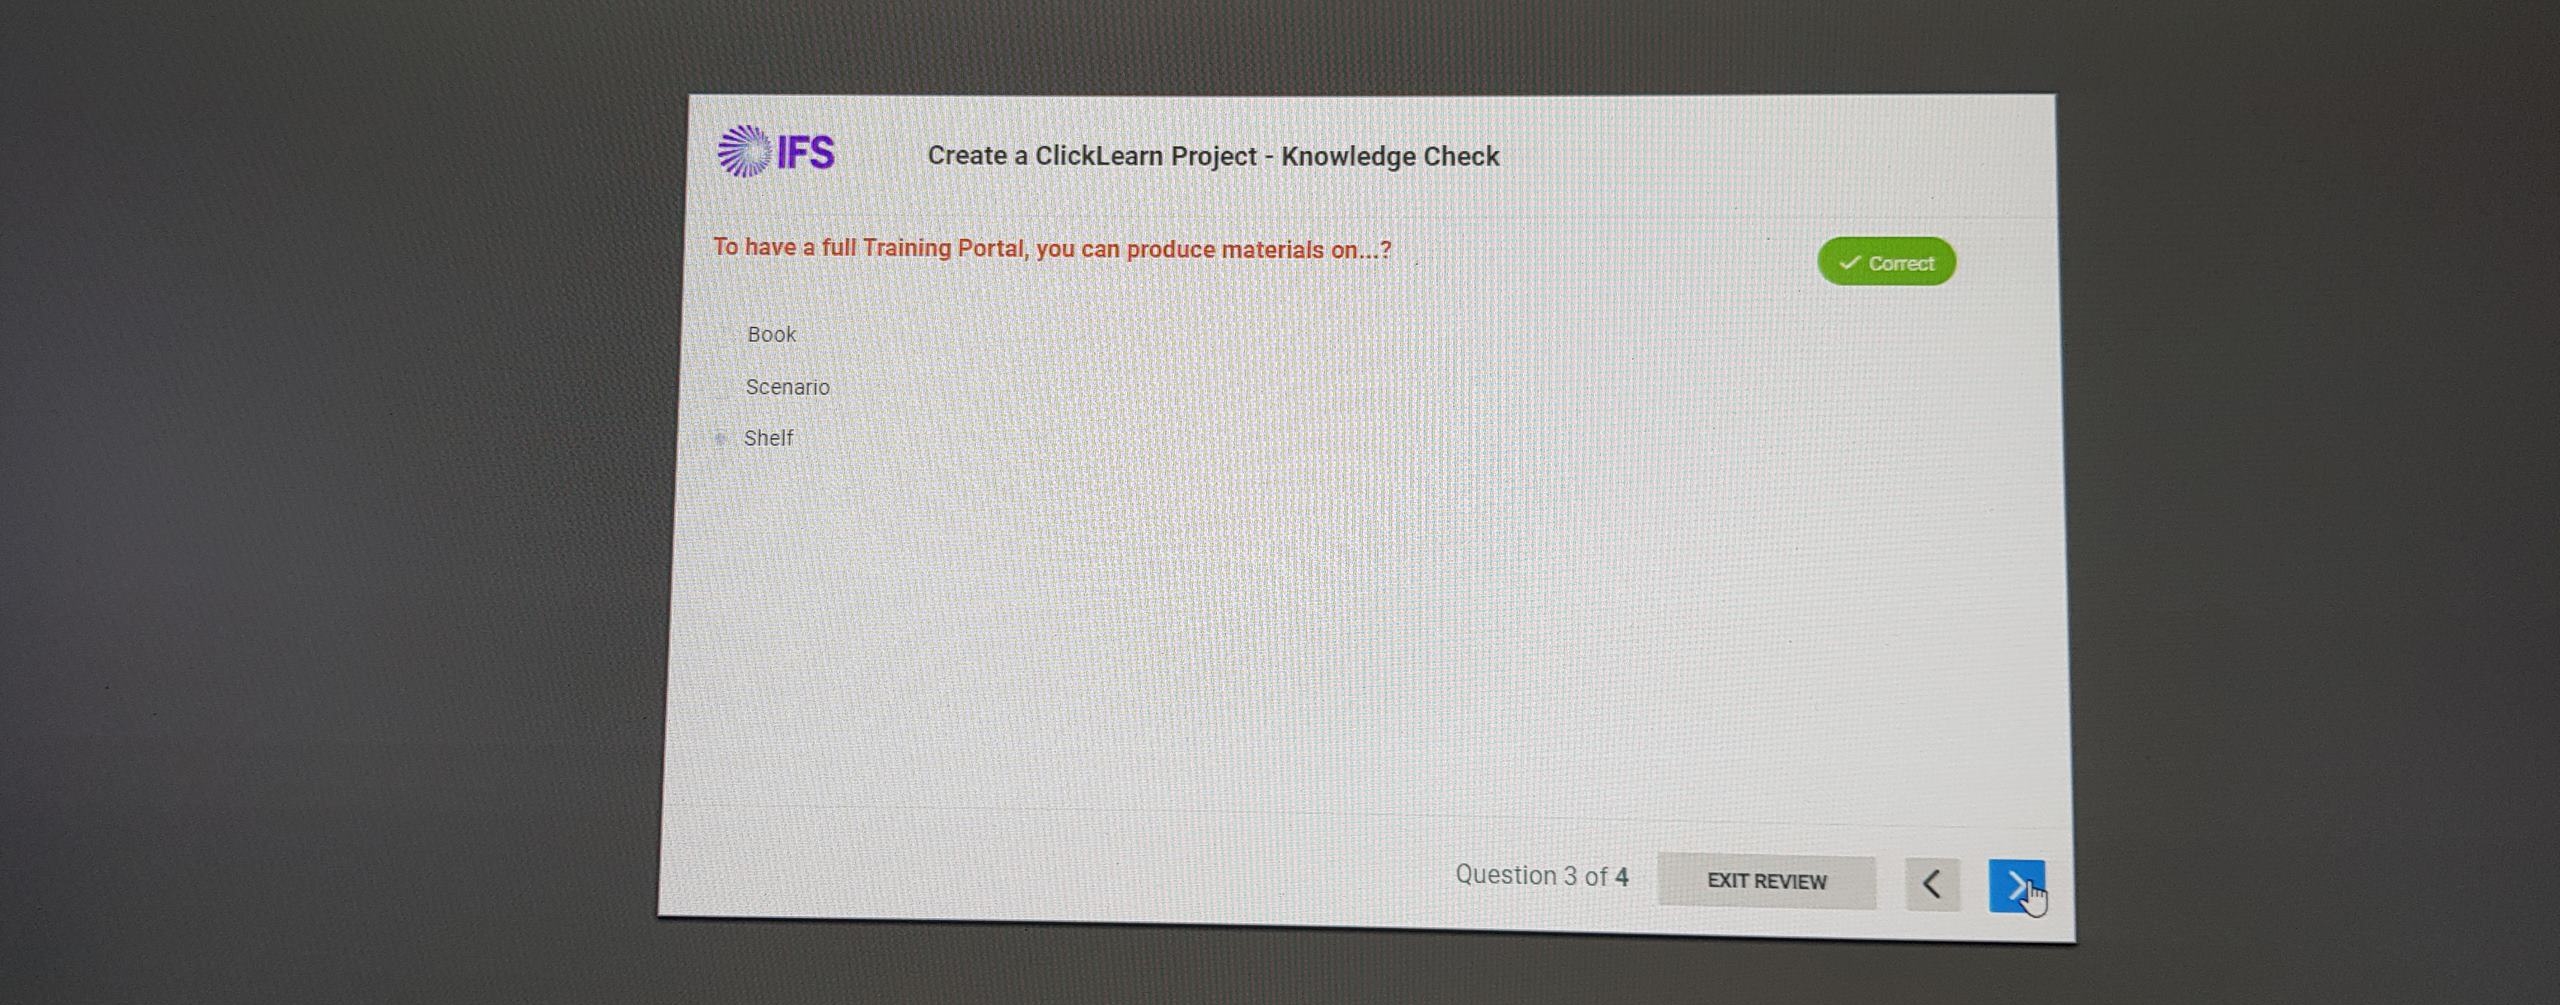 IFS
Create a ClickLearn Project - Knowledge Check
To have a full Training Portal, you can produce materials on...?
Correct
Book
Scenario
Shelf
Question 3 of 4
EXIT REVIEW